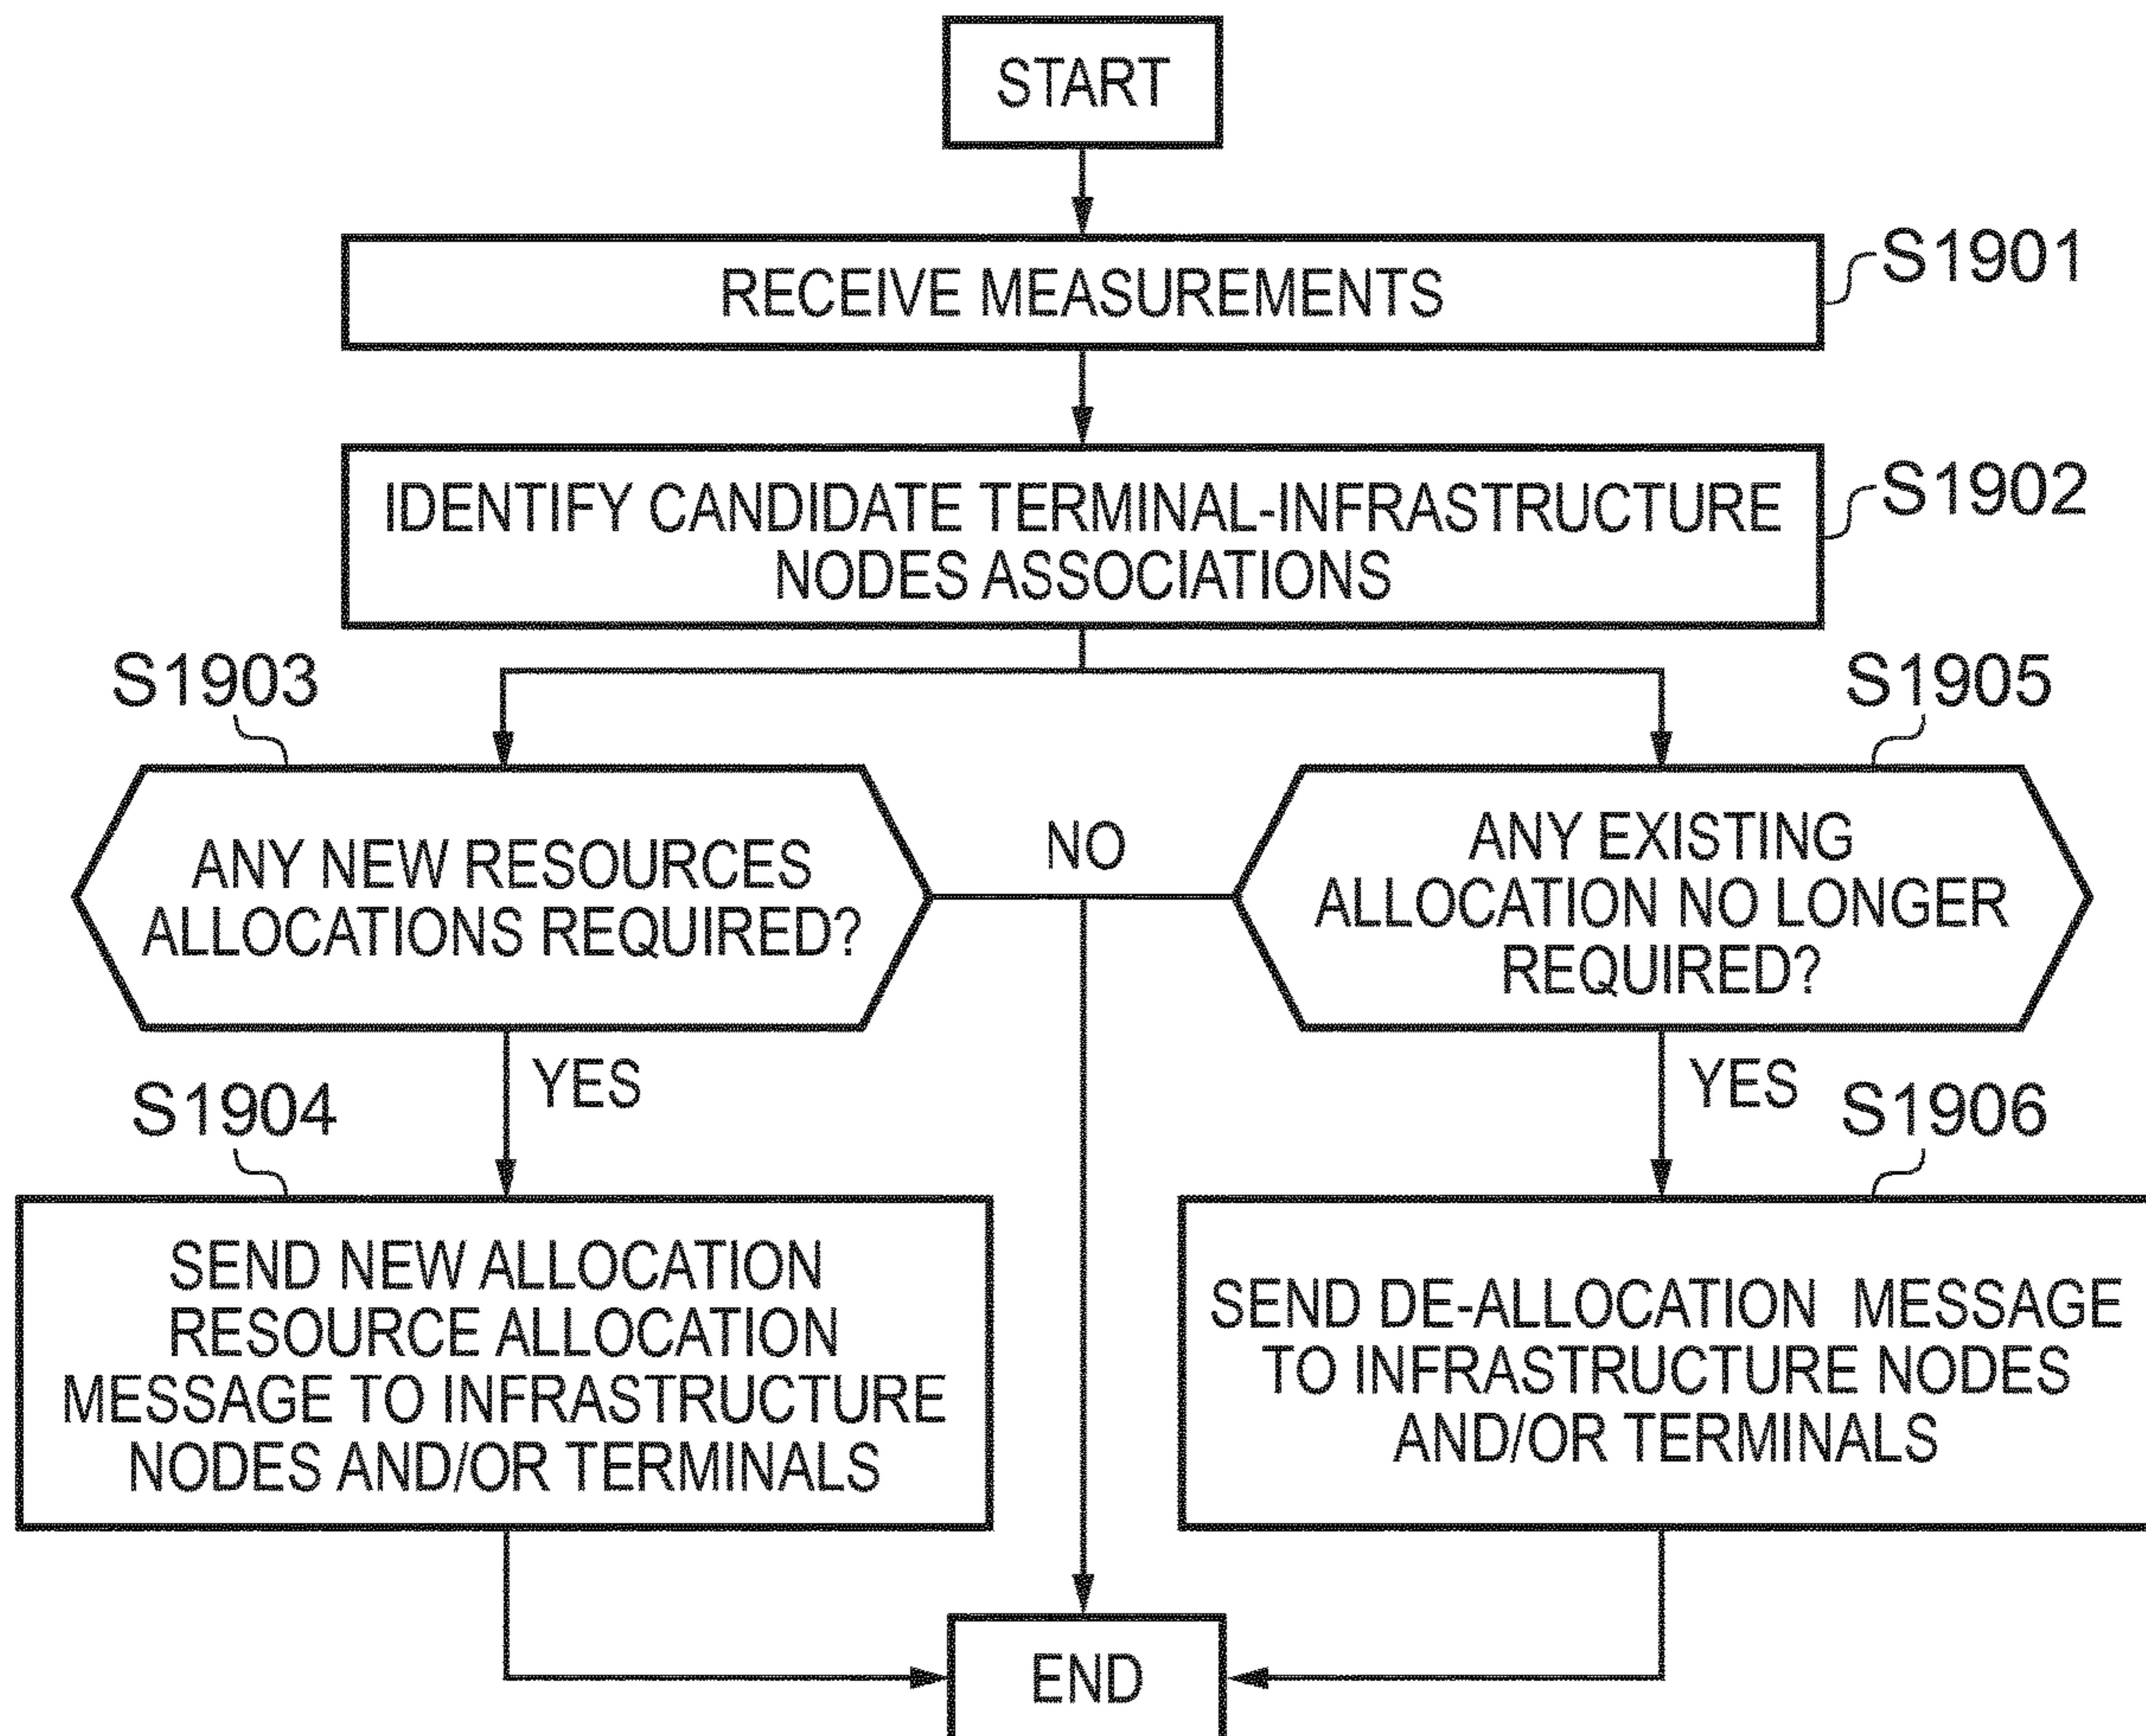 START
RECEIVE MEASUREMENTS
S1901
IDENTIFY CANDIDATE TERMINAL-INFRASTRUCTURE
NODES ASSOCIATIONS
S1902
S1903
S1905
ANY NEW RESOURCES
ALLOCATIONS REQUIRED?
NO
ANY EXISTING
ALLOCATION NO LONGER
REQUIRED?
YES
YES
S1904
S1906
SEND NEW ALLOCATION
RESOURCE ALLOCATION
MESSAGE TO INFRASTRUCTURE
NODES AND/OR TERMINALS
SEND DE-ALLOCATION MESSAGE
TO INFRASTRUCTURE NODES
AND/OR TERMINALS
END